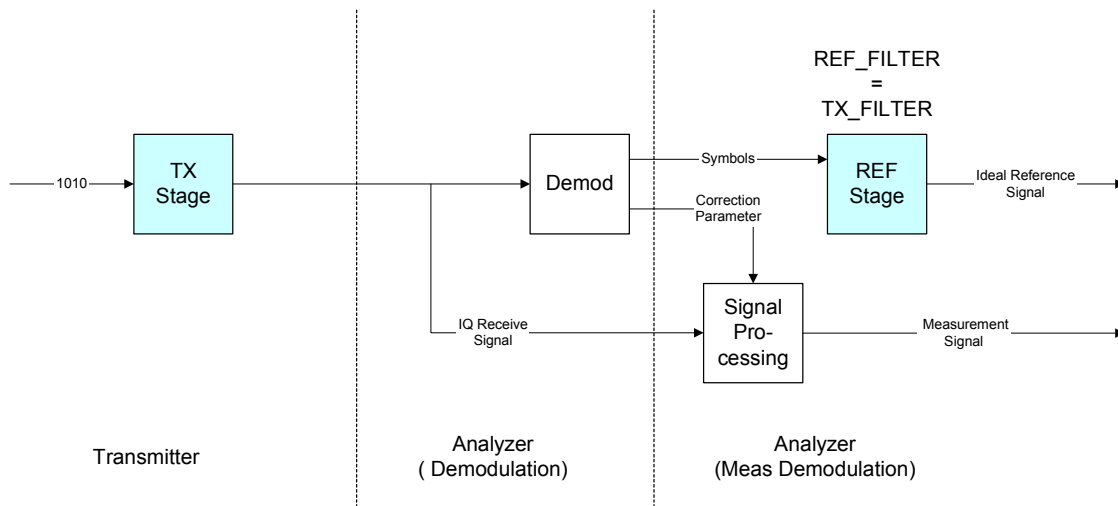 REF_FILTER
=
TX_FILTER
1010
TX
Stage
Demod
Symbols
Correction
Parameter
REF
Stage
Ideal Reference
Signal
IQ Receive
Signal
Signal
Pro-
cessing
Measurement
Signal
Transmitter
Analyzer
( Demodulation)
Analyzer
(Meas Demodulation)